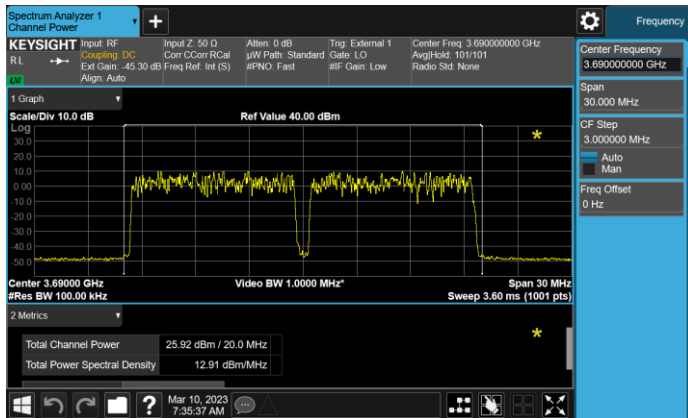 Spectrum Analyzer 1
Channel Power
Frequency
KEYSIGHT
R L
Input: RF
Coupling: DC
Ext Gain: -45.30 dB
Align: Auto
Input Z: 50 Ω
Corr CCorr RCal
Freq Ref: Int (S)
Atten: 0 dB
µW Path: Standard
#PNO: Fast
Trig: External 1
Gate: LO
#IF Gain: Low
Center Freq: 3.690000000 GHz
Avg|Hold: 101/101
Radio Std: None
Center Frequency
3.690000000 GHz
Span
30.000 MHz
CF Step
3.000000 MHz
Auto
Man
Freq Offset
0 Hz
1 Graph
Scale/Div 10.0 dB
Ref Value 40.00 dBm
Log
30.0
20.0
10.0
0.00
-10.0
-20.0
-30.0
-40.0
-50.0
Center 3.69000 GHz
#Res BW 100.00 kHz
Video BW 1.0000 MHz*
Span 30 MHz
Sweep 3.60 ms (1001 pts)
2 Metrics
Total Channel Power 25.92 dBm / 20.0 MHz
Total Power Spectral Density 12.91 dBm/MHz
Mar 10, 2023
7:35:37 AM